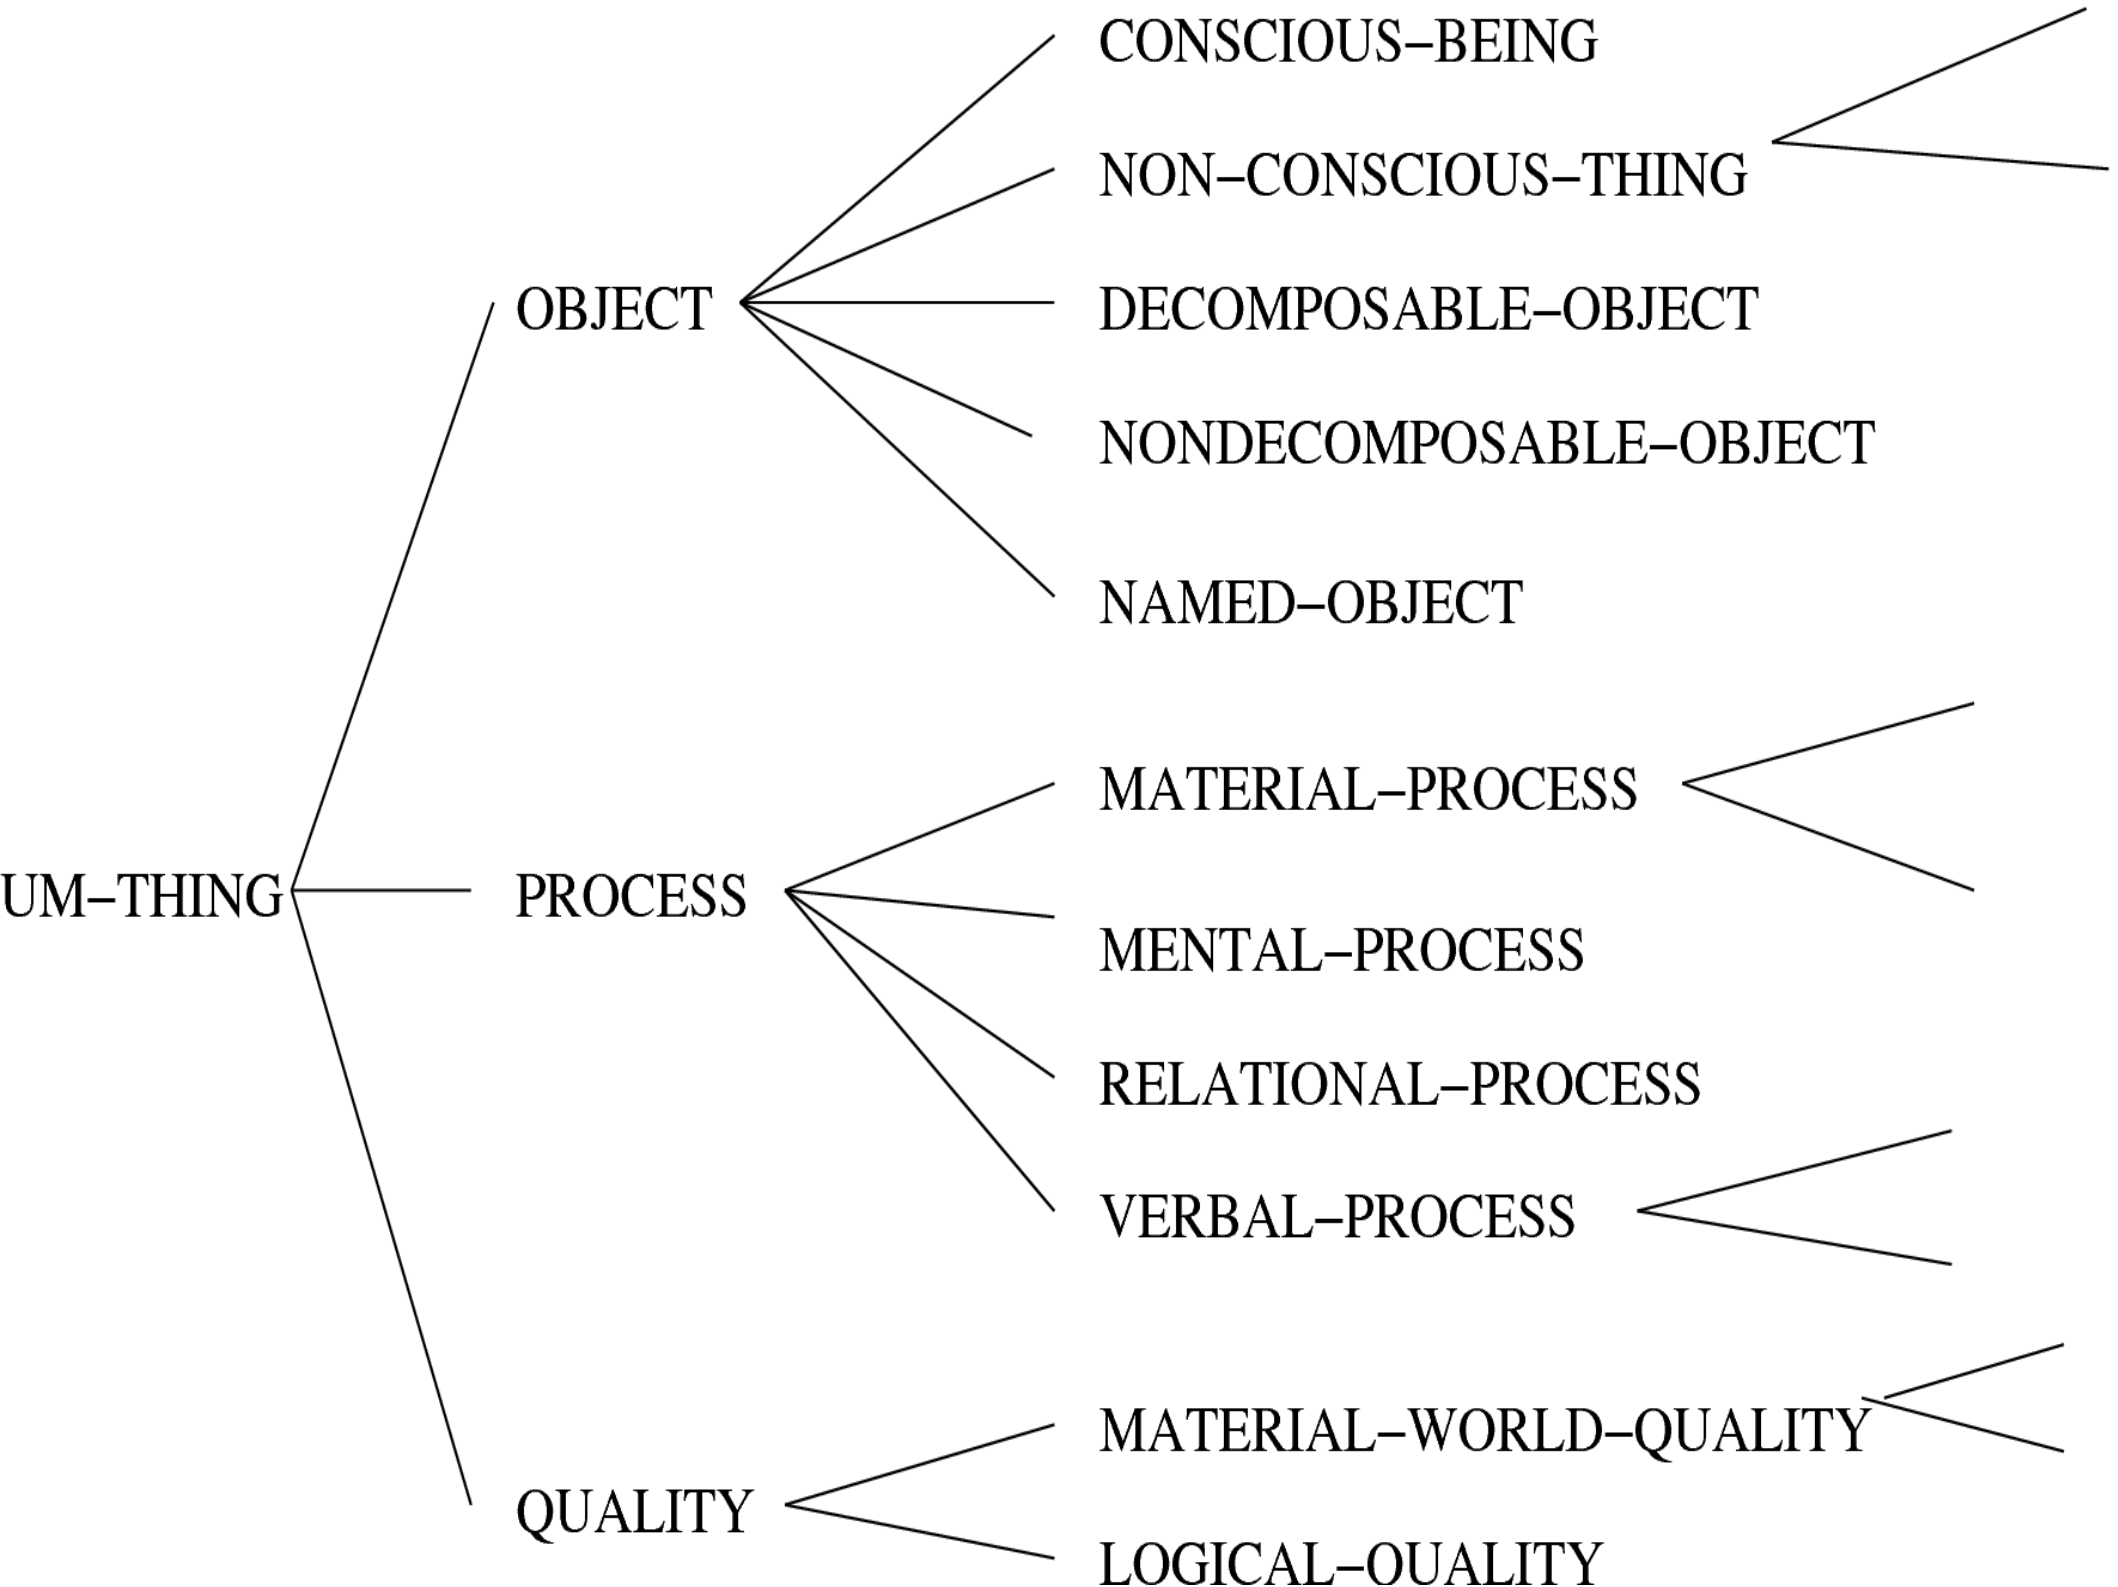 CONSCIOUS–BEING
NON–CONSCIOUS–THING
OBJECT
DECOMPOSABLE–OBJECT
NONDECOMPOSABLE–OBJECT
NAMED–OBJECT
MATERIAL–PROCESS
UM–THING
PROCESS
MENTAL–PROCESS
RELATIONAL–PROCESS
VERBAL–PROCESS
MATERIAL–WORLD–QUALITY
QUALITY
LOGICAL–QUALITY